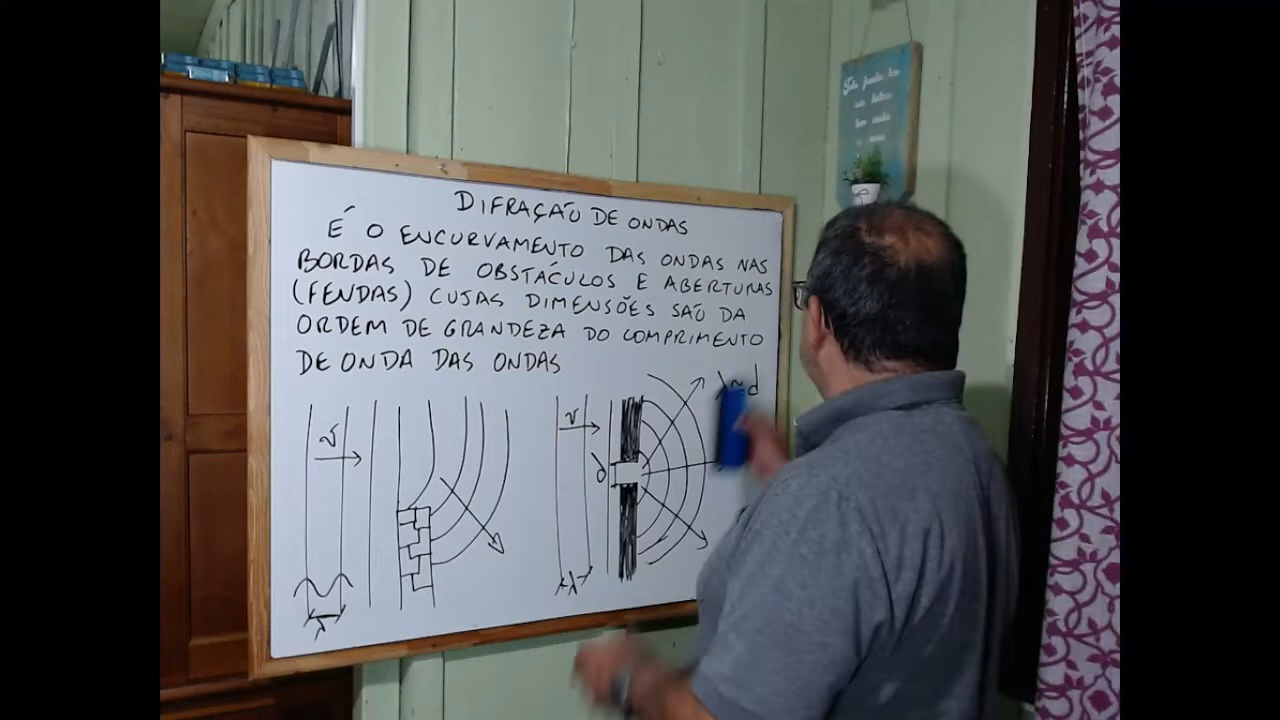 DIFRAÇÃO DE ONDAS
É O ENCURVAMENTO DAS ONDAS NAS
BORDAS DE OBSTÁCULOS E ABERTURAS
(FENDAS) CUJAS DIMENSÕES SÃO DA
ORDEM DE GRANDEZA DO COMPRIMENTO
DE ONDA DAS ONDAS
λ ~ d
v
v
d
λ
λ